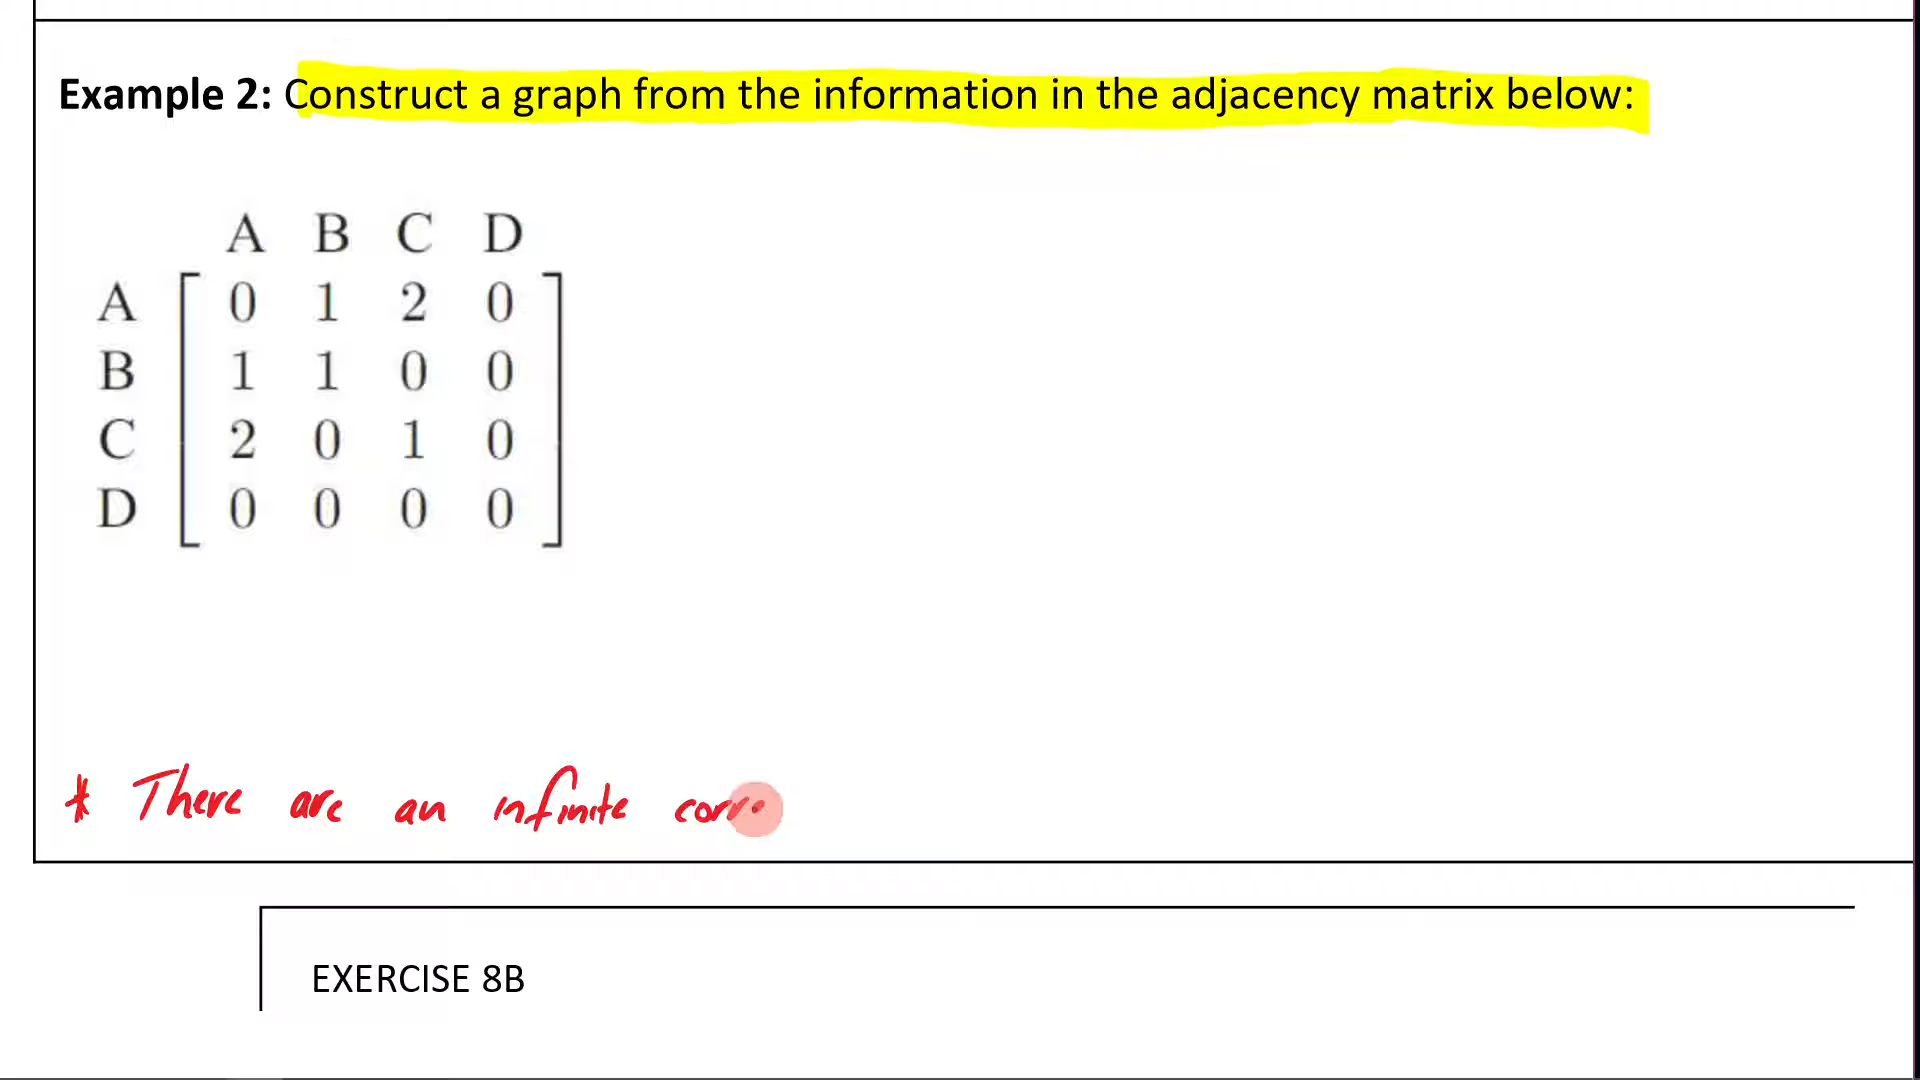 Example 2: Construct a graph from the information in the adjacency matrix below:
A B C D
A 0 1 2 0
B 1 1 0 0
C 2 0 1 0
D 0 0 0 0
* There are an infinite
EXERCISE 8B